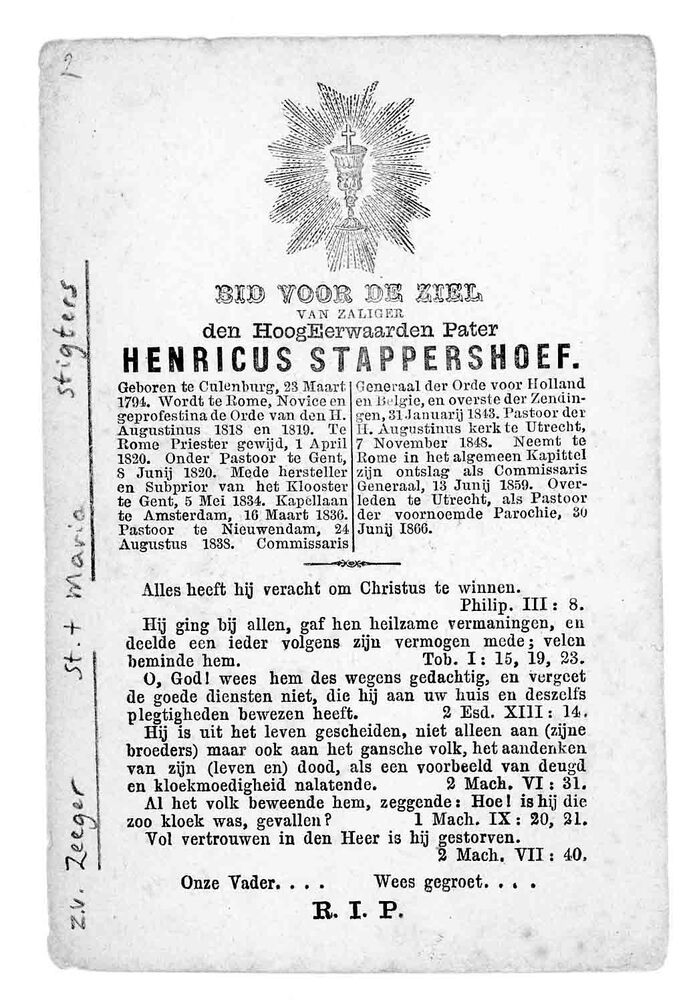 BID VOOR DE ZIEL
VAN ZALIGER
den HoogEerwaarden Pater
HENRICUS STAPPERSHOEF.
Geboren te Culenburg, 23 Maart
1794. Wordt te Rome, Novice en
geprofestina de Orde van den H.
Augustinus 1818 en 1819. Te
Rome Priester gewijd, 1 April
1820. Onder Pastoor te Gent,
8 Junij 1820. Mede hersteller
en Subprior van het Klooster
te Gent, 5 Mei 1834. Kapellaan
te Amsterdam, 16 Maart 1836.
Pastoor te Nieuwendam, 24
Augustus 1838. Commissaris
Generaal der Orde voor Holland
en Belgie, en overste der Zendin-
gen, 31 Januarij 1843. Pastoor der
H. Augustinus kerk te Utrecht,
7 November 1848. Neemt te
Rome in het algemeen Kapittel
zijn ontslag als Commissaris
Generaal, 13 Junij 1859. Over-
leden te Utrecht, als Pastoor
der voornoemde Parochie, 30
Junij 1866.
Alles heeft hij veracht om Christus te winnen.
Philip. III: 8.
Hij ging bij allen, gaf hen heilzame vermaningen, en
deelde een ieder volgens zijn vermogen mede; velen
beminde hem. Tob. I: 15, 19, 23.
O, God! wees hem des wegens gedachtig, en vergeet
de goede diensten niet, die hij aan uw huis en deszelfs
plegtigheden bewezen heeft. 2 Esd. XIII: 14.
Hij is uit het leven gescheiden, niet alleen aan (zijne
broeders) maar ook aan het gansche volk, het aandenken
van zijn (leven en) dood, als een voorbeeld van deugd
en kloekmoedigheid nalatende. 2 Mach. VI: 31.
Al het volk beweende hem, zeggende: Hoe! is hij die
zoo kloek was, gevallen? 1 Mach. IX: 20, 21.
Vol vertrouwen in den Heer is hij gestorven.
2 Mach. VII: 40.
Onze Vader.... Wees gegroet....
R. I. P.
z.v. Zeeger St. + Maria Stigters